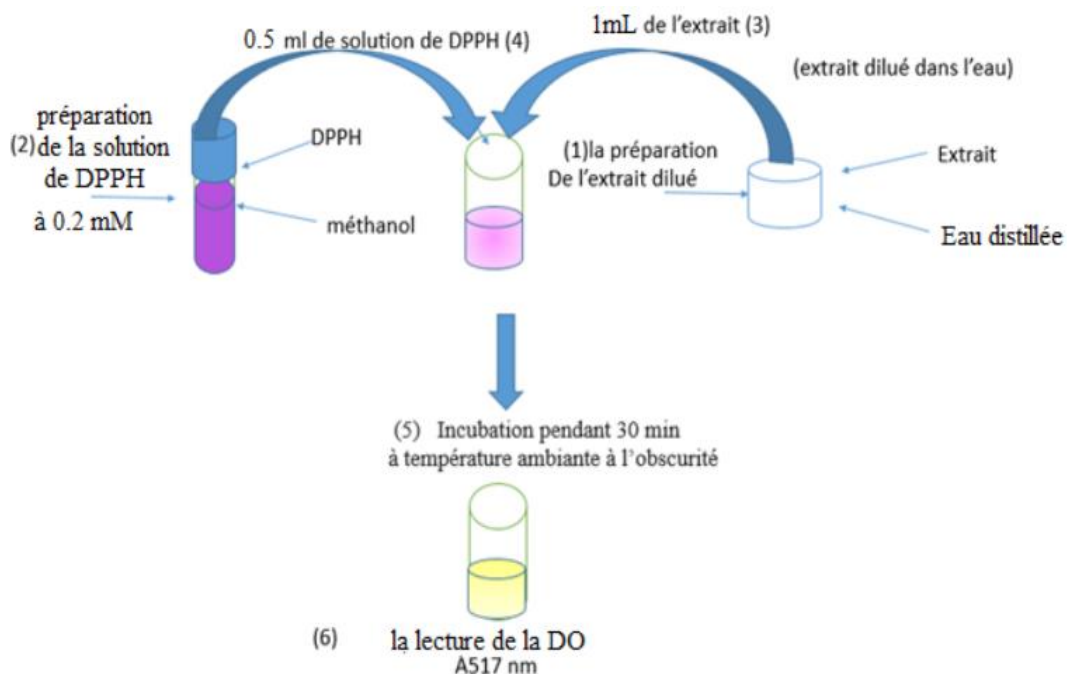 0.5 ml de solution de DPPH (4)
1mL de l'extrait (3)
(extrait dilué dans l'eau)
préparation
(2) de la solution
de DPPH
à 0.2 mM
DPPH
méthanol
(1)la préparation
De l'extrait dilué
Extrait
Eau distillée
(5) Incubation pendant 30 min
à température ambiante à l'obscurité
(6) la lecture de la DO
A517 nm